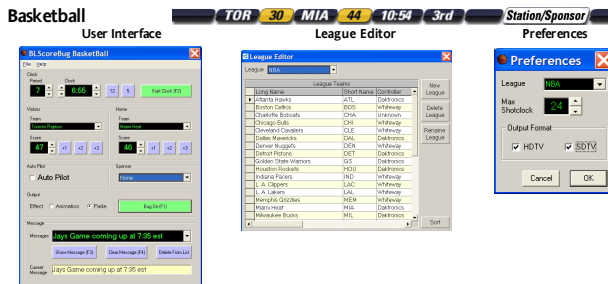 Basketball
TOR 30 MIA 44 10:54 3rd Station/Sponsor
User Interface
League Editor
Preferences
BLScoreBug BasketBall
File Help
Clock
Period Clock
7 6:55 12 5 Start Clock (F2)
Visitors Home
Team Team
Toronto Raptors Miami Heat
Score Score
47 +1 +2 +3 46 +1 +2 +3
Auto Pilot Sponsor
Auto Pilot None
Output
Effect Animation Fade Bug On (F1)
Message
Messages Jays Game coming up at 7:35 est
Show Message (F3) Clear Message (F4) Delete From List
Current Message Jays Game coming up at 7:35 est
League Editor
League NBA
League Teams
Long Name Short Name Controller
Atlanta Hawks ATL Daktronics
Boston Celtics BOS Whiteway
Charlotte Bobcats CHA Unknown
Chicago Bulls CHI Whiteway
Cleveland Cavaliers CLE Whiteway
Dallas Mavericks DAL Daktronics
Denver Nuggets DEN Whiteway
Detroit Pistons DET Daktronics
Golden State Warriors GS Daktronics
Houston Rockets HOU Daktronics
Indiana Pacers IND Whiteway
L.A. Clippers LAC Whiteway
L.A. Lakers LAL Whiteway
Memphis Grizzlies MEM Whiteway
Miami Heat MIA Daktronics
Milwaukee Bucks MIL Daktronics
New League
Delete League
Rename League
Sort
Preferences
League NBA
Max Shotclock 24
Output Format
HDTV SDTV
Cancel OK